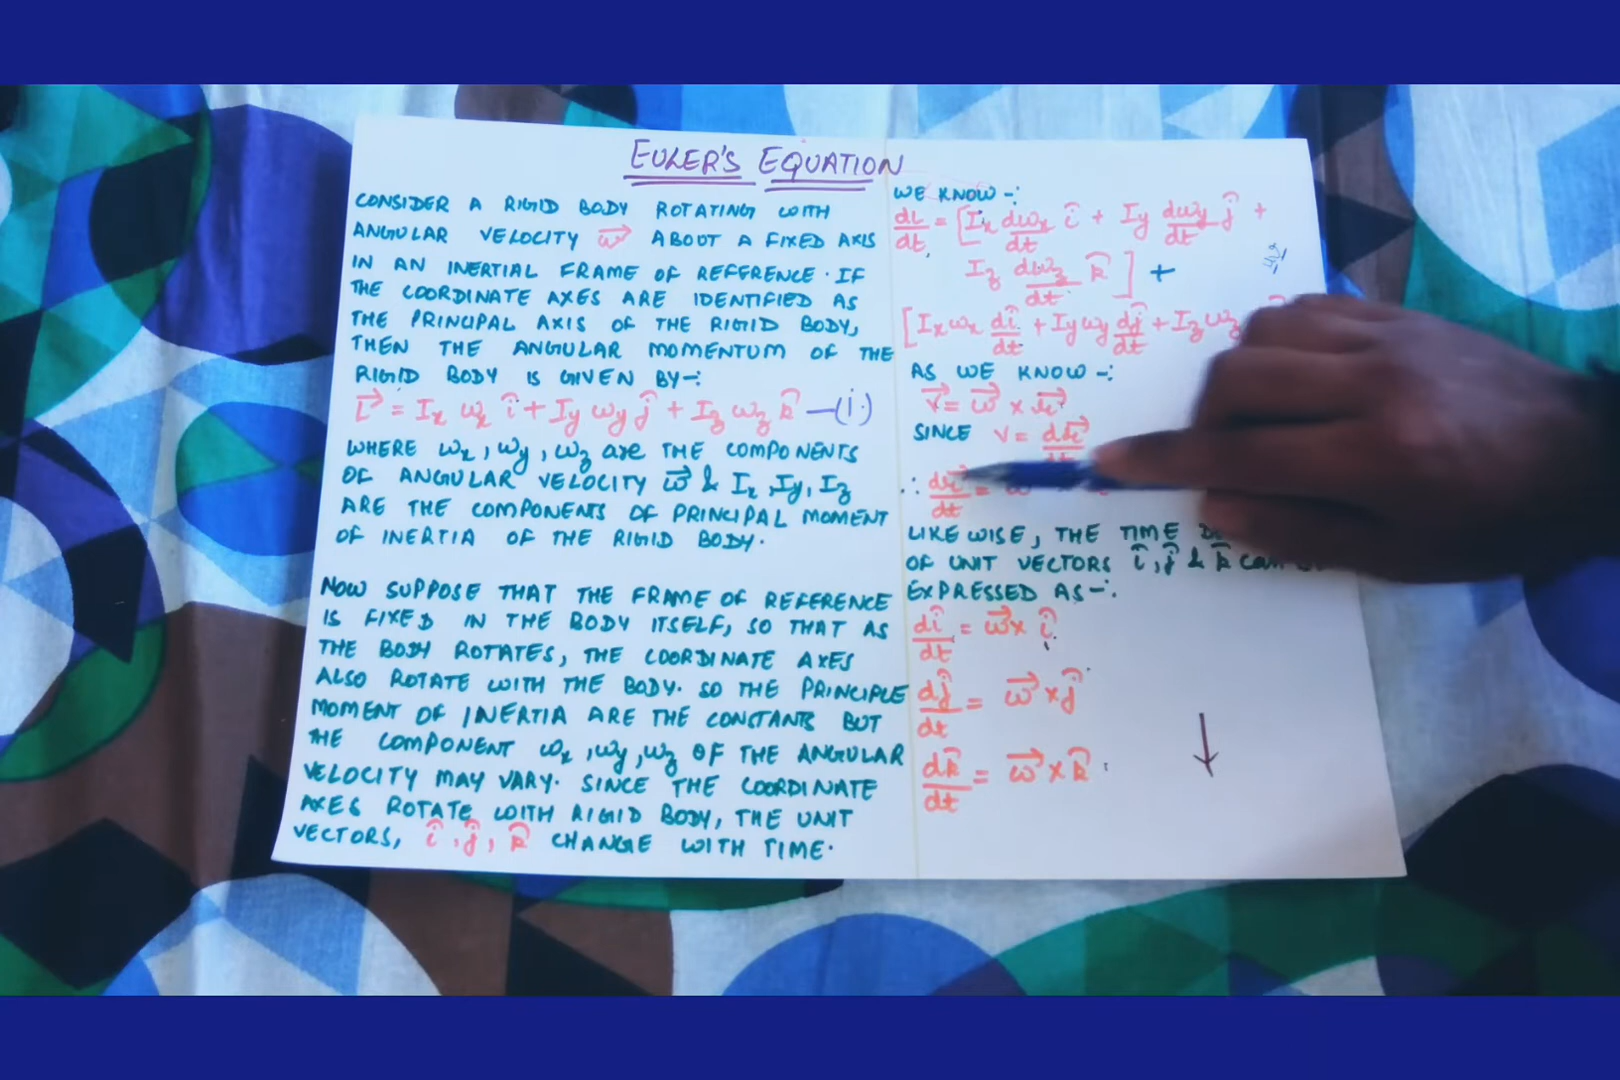 EULER'S EQUATION
CONSIDER A RIGID BODY ROTATING WITH
ANGULAR VELOCITY ω⃗ ABOUT A FIXED AXIS
IN AN INERTIAL FRAME OF REFERENCE. IF
THE COORDINATE AXES ARE IDENTIFIED AS
THE PRINCIPAL AXIS OF THE RIGID BODY,
THEN THE ANGULAR MOMENTUM OF THE
RIGID BODY IS GIVEN BY-:
L⃗ = Ix ωx î + Iy ωy ĵ + Iz ωz k̂ —(i.)
WHERE ωx, ωy, ωz are THE COMPONENTS
OF ANGULAR VELOCITY ω⃗ & Ix, Iy, Iz
ARE THE COMPONENTS OF PRINCIPAL MOMENT
OF INERTIA OF THE RIGID BODY.
NOW SUPPOSE THAT THE FRAME OF REFERENCE
IS FIXED IN THE BODY ITSELF, SO THAT AS
THE BODY ROTATES, THE COORDINATE AXES
ALSO ROTATE WITH THE BODY. SO THE PRINCIPLE
MOMENT OF INERTIA ARE THE CONSTANTS BUT
THE COMPONENT ωx, ωy, ωz OF THE ANGULAR
VELOCITY MAY VARY. SINCE THE COORDINATE
AXES ROTATE WITH RIGID BODY, THE UNIT
VECTORS, î, ĵ, k̂ CHANGE WITH TIME.
WE KNOW-:
dL/dt = [Ix dωx/dt î + Iy dωy/dt ĵ +
Iz dωz/dt k̂] +
[Ix ωx dî/dt + Iy ωy dĵ/dt + Iz ωz
AS WE KNOW-:
v⃗ = ω⃗ × r⃗
SINCE v = dr⃗/dt
∴ dr⃗/dt =
LIKEWISE, THE TIME
OF UNIT VECTORS î, ĵ & k̂ can
EXPRESSED AS-:
dî/dt = ω⃗ × î
dĵ/dt = ω⃗ × ĵ
dk̂/dt = ω⃗ × k̂